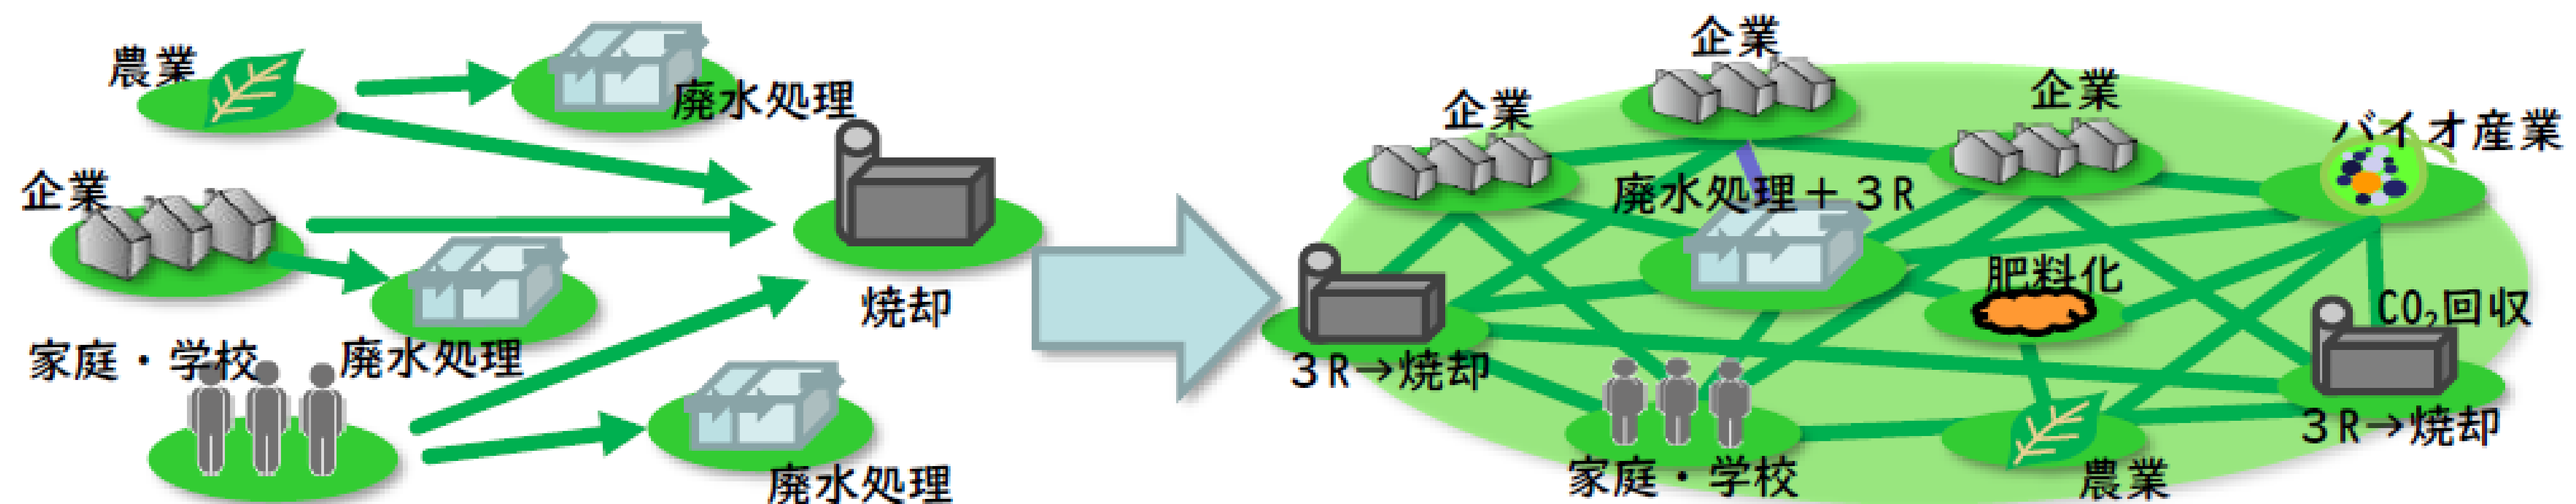 農業
廃水処理
企業
焼却
家庭・学校
廃水処理
廃水処理
企業
企業
企業
バイオ産業
廃水処理＋３Ｒ
肥料化
CO₂回収
３Ｒ→焼却
３Ｒ→焼却
家庭・学校
農業